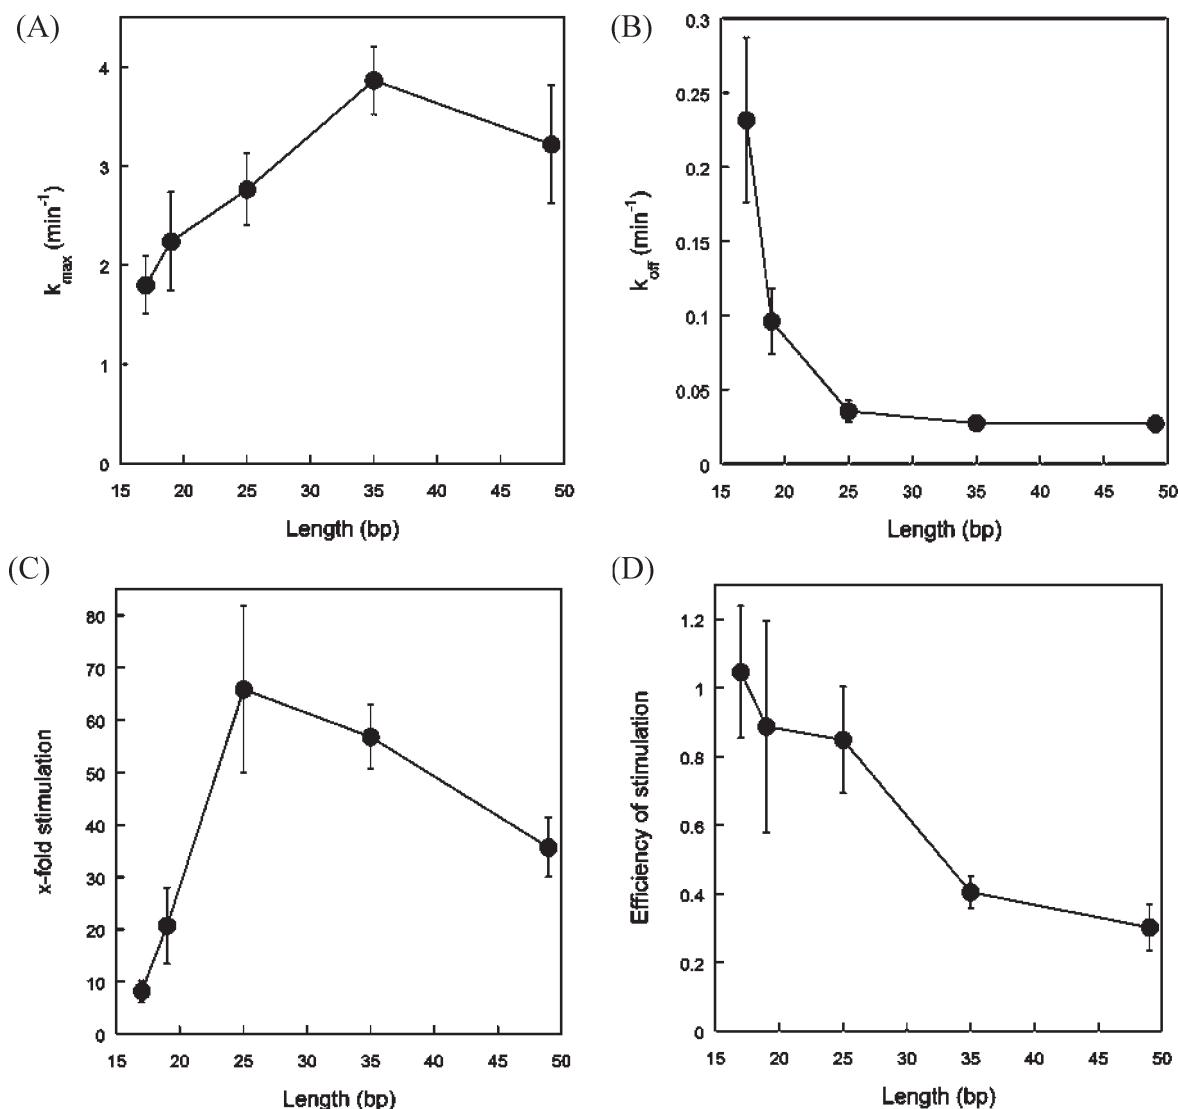 (A)
4
3
2
1
0
k_max (min^-1)
15 20 25 30 35 40 45 50
Length (bp)
(B)
0.3
0.25
0.2
0.15
0.1
0.05
0
k_off (min^-1)
15 20 25 30 35 40 45 50
Length (bp)
(C)
80
70
60
50
40
30
20
10
0
x-fold stimulation
15 20 25 30 35 40 45 50
Length (bp)
(D)
1.2
1
0.8
0.6
0.4
0.2
0
Efficiency of stimulation
15 20 25 30 35 40 45 50
Length (bp)